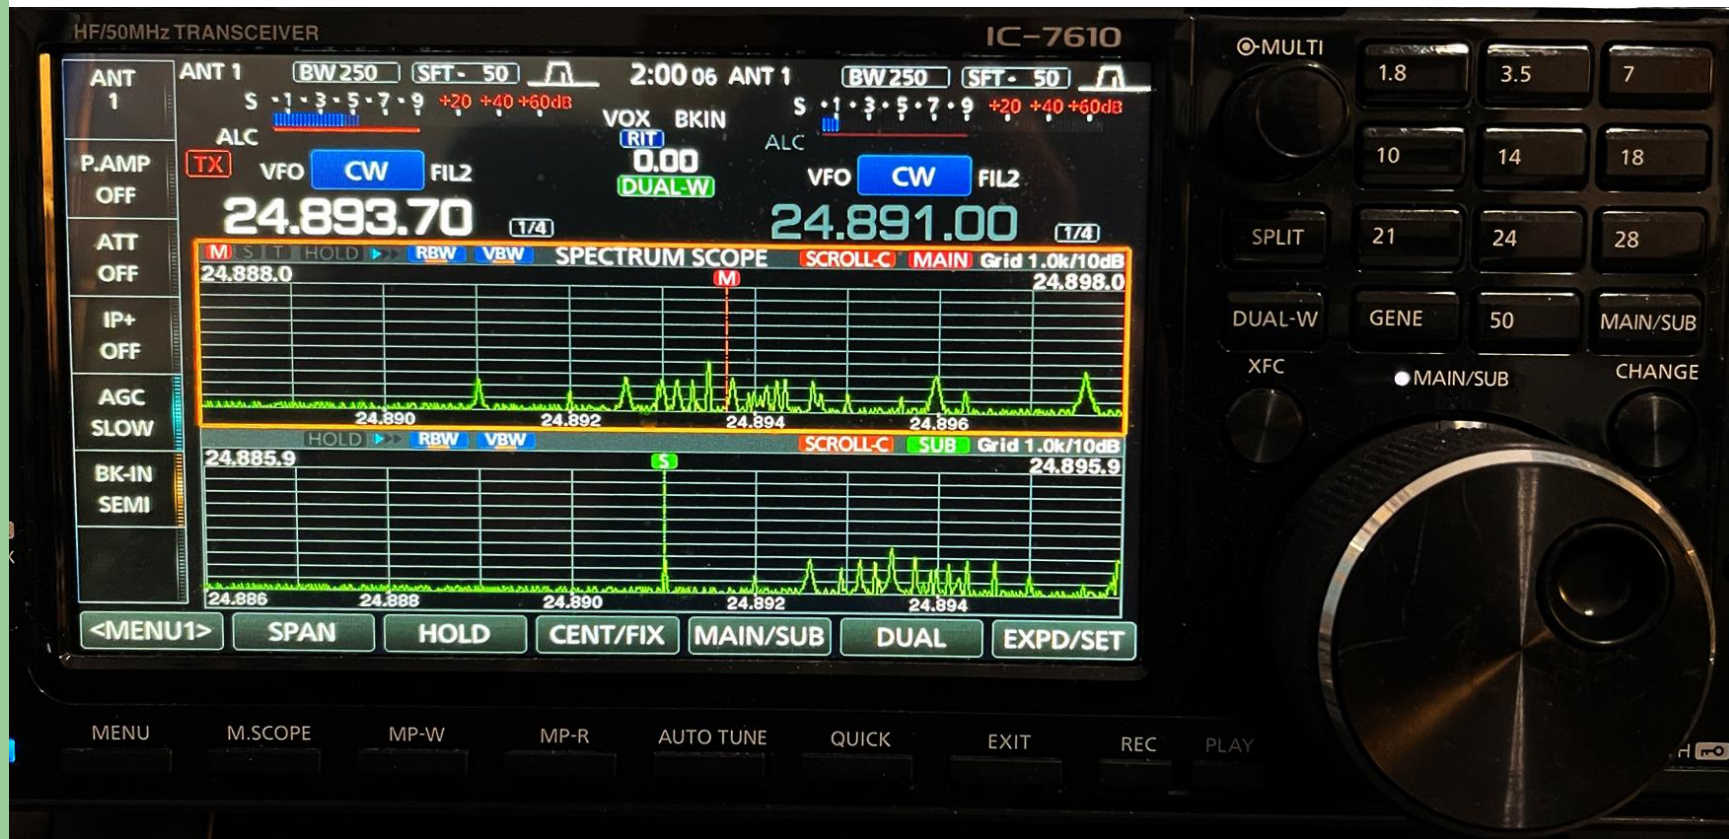 HF/50MHz TRANSCEIVER IC-7610
ANT 1
ANT 1 BW 250 SFT - 50 2:00 06 ANT 1 BW 250 SFT - 50
S 1 3 5 7 9 +20 +40 +60dB S 1 3 5 7 9 +20 +40 +60dB
VOX BKIN
ALC RIT ALC
P.AMP OFF
TX VFO CW FIL2 0.00 VFO CW FIL2
DUAL-W
24.893.70 1/4 24.891.00 1/4
ATT OFF
M S T HOLD RBW VBW SPECTRUM SCOPE SCROLL-C MAIN Grid 1.0k/10dB
24.888.0 M 24.898.0
IP+ OFF
AGC SLOW
24.890 24.892 24.894 24.896
HOLD RBW VBW SCROLL-C SUB Grid 1.0k/10dB
24.885.9 S 24.895.9
BK-IN SEMI
24.886 24.888 24.890 24.892 24.894
<MENU1> SPAN HOLD CENT/FIX MAIN/SUB DUAL EXPD/SET
MENU M.SCOPE MP-W MP-R AUTO TUNE QUICK EXIT REC PLAY
MULTI
1.8 3.5 7
10 14 18
SPLIT 21 24 28
DUAL-W GENE 50 MAIN/SUB
XFC MAIN/SUB CHANGE